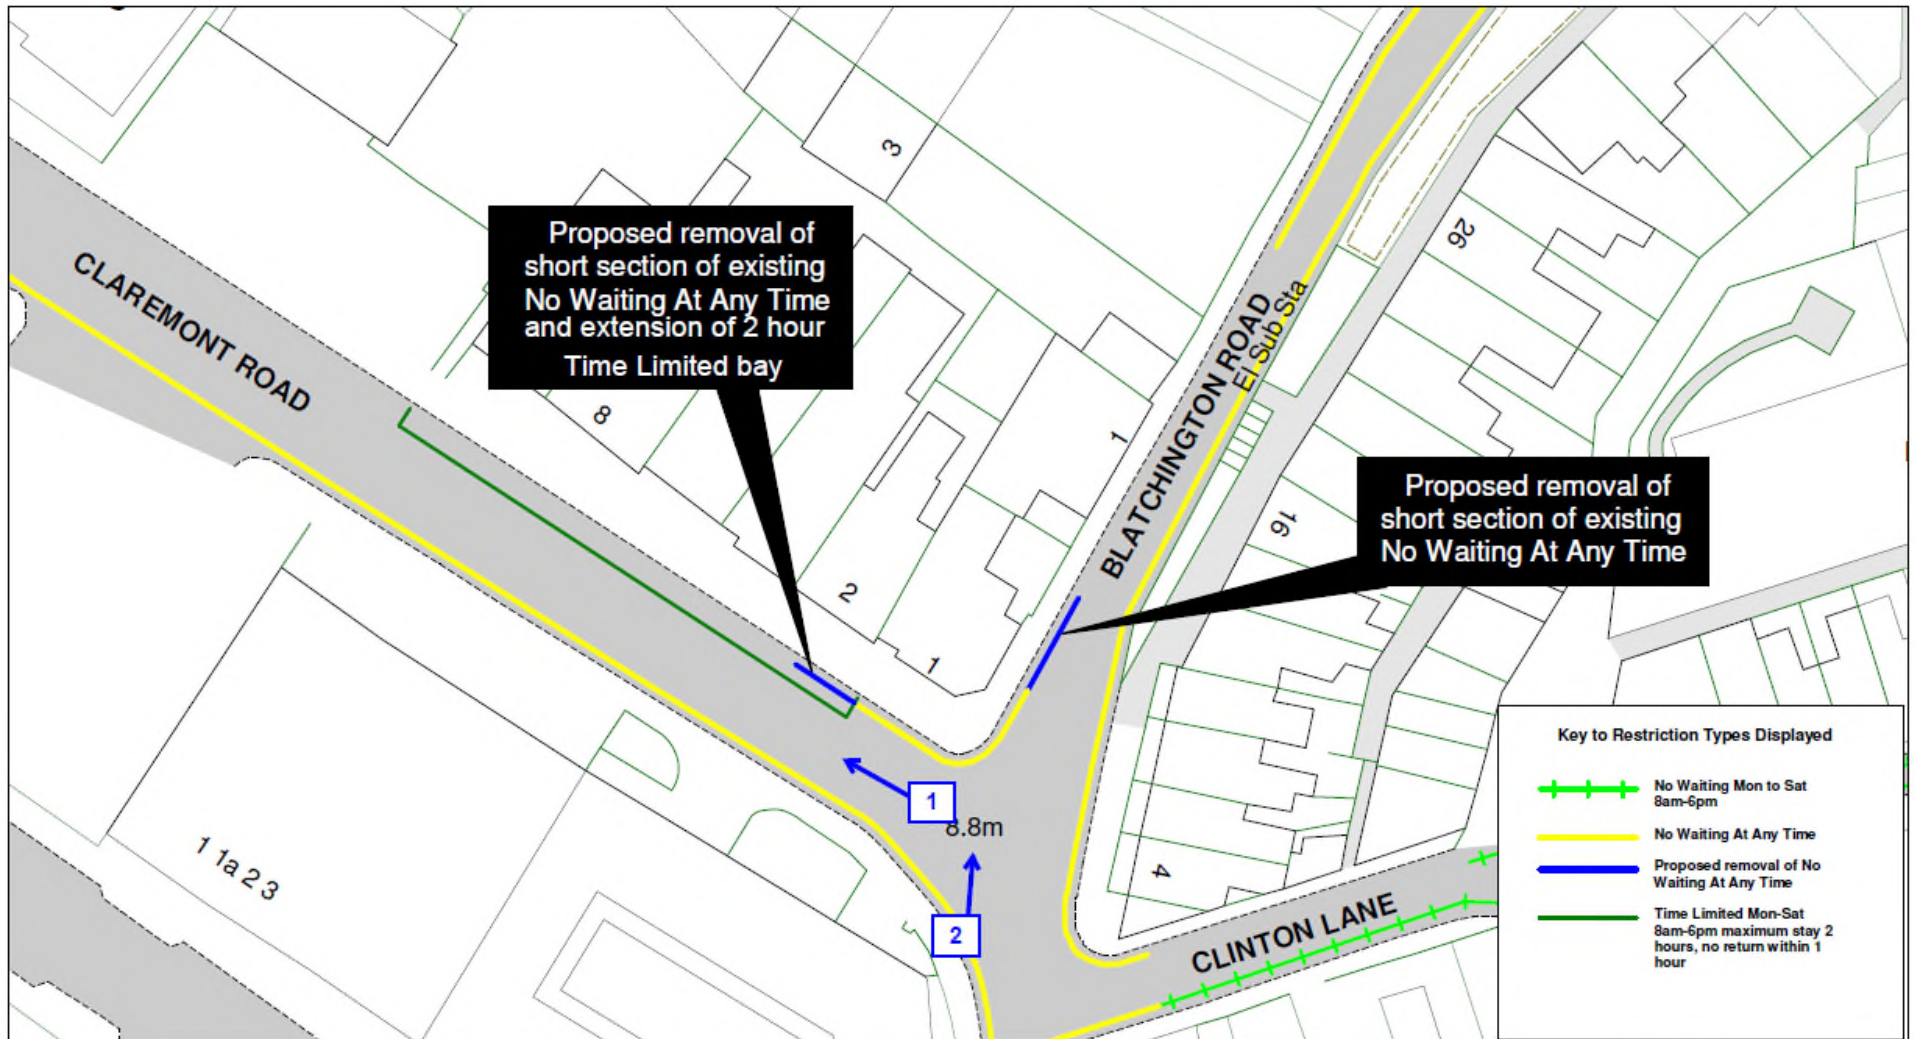 3
Proposed removal of
short section of existing
No Waiting At Any Time
and extension of 2 hour
Time Limited bay
CLAREMONT ROAD
26
BLATCHINGTON ROAD
El Sub Sta
8
1
Proposed removal of
short section of existing
No Waiting At Any Time
16
2
1
1
8.8m
2
1 1a 2 3
4
CLINTON LANE
Key to Restriction Types Displayed
No Waiting Mon to Sat
8am-6pm
No Waiting At Any Time
Proposed removal of No
Waiting At Any Time
Time Limited Mon-Sat
8am-6pm maximum stay 2
hours, no return within 1
hour